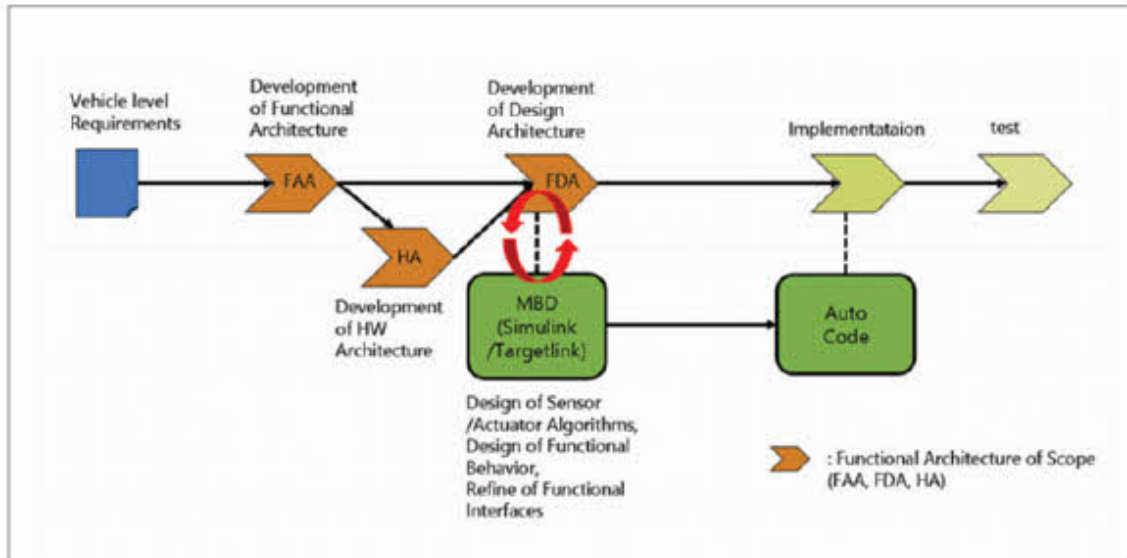 Vehicle level
Requirements
Development
of Functional
Architecture
FAA
HA
Development
of HW
Architecture
Development
of Design
Architecture
FDA
MBD
(Simulink
/Targetlink)
Design of Sensor
/Actuator Algorithms,
Design of Functional
Behavior,
Refine of Functional
Interfaces
Implementataion
test
Auto
Code
: Functional Architecture of Scope
(FAA, FDA, HA)